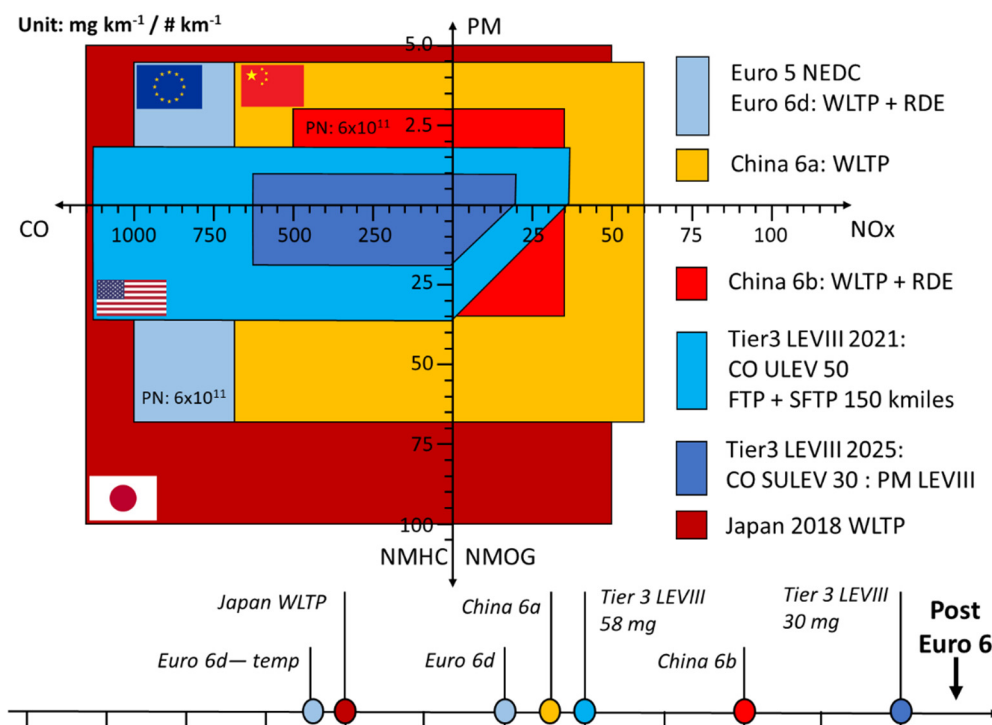 Unit: mg km⁻¹ / # km⁻¹
PM
5.0
PN: 6x10¹¹
2.5
CO
1000
750
500
250
25
50
75
100
NOx
25
50
PN: 6x10¹¹
75
100
NMHC
NMOG
Euro 5 NEDC
Euro 6d: WLTP + RDE
China 6a: WLTP
China 6b: WLTP + RDE
Tier3 LEVIII 2021:
CO ULEV 50
FTP + SFTP 150 kmiles
Tier3 LEVIII 2025:
CO SULEV 30 : PM LEVIII
Japan 2018 WLTP
Japan WLTP
China 6a
Tier 3 LEVIII
58 mg
Tier 3 LEVIII
30 mg
Post
Euro 6
Euro 6d— temp
Euro 6d
China 6b